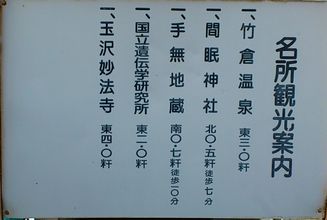 名所観光案内
一、竹倉温泉 東三・〇粁
一、間眠神社 北〇・五粁徒歩七分
一、手無地蔵 南〇・七粁徒歩一〇分
一、国立遺伝学研究所 東二・〇粁
一、玉沢妙法寺 東四・〇粁